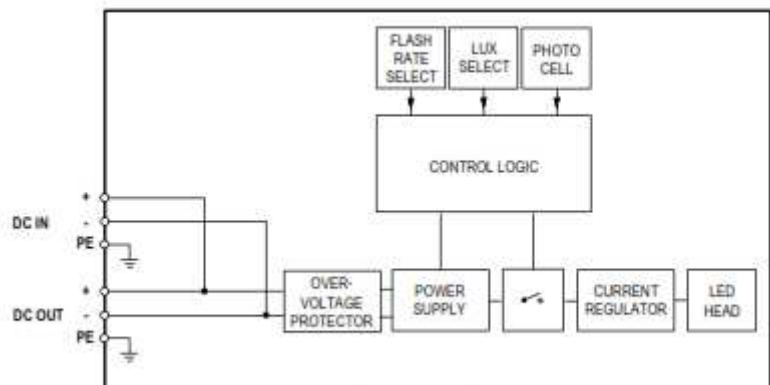 FLASH
RATE
SELECT
LUX
SELECT
PHOTO
CELL
CONTROL LOGIC
+
DC IN
-
PE
+
DC OUT
-
PE
OVER-
VOLTAGE
PROTECTOR
POWER
SUPPLY
CURRENT
REGULATOR
LED
HEAD